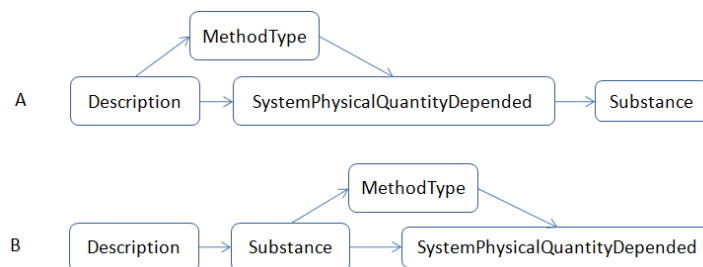 MethodType
A
Description
SystemPhysicalQuantityDepended
Substance
MethodType
B
Description
Substance
SystemPhysicalQuantityDepended